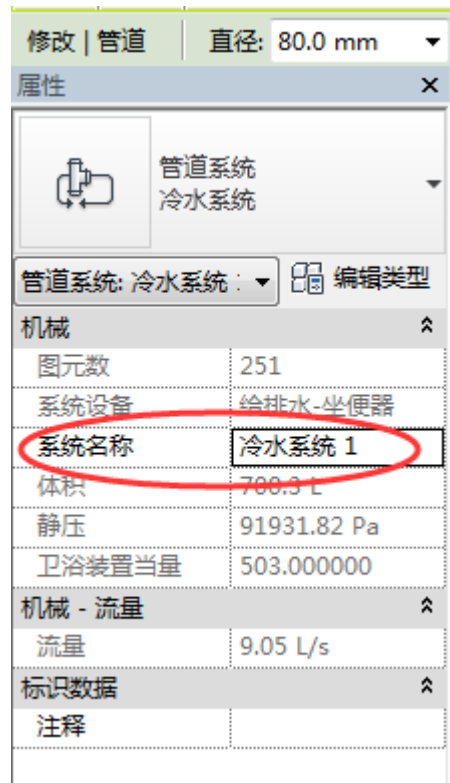 修改 | 管道 直径: 80.0 mm
属性
管道系统
冷水系统
管道系统: 冷水系统 编辑类型
机械
图元数 251
系统设备 给排水-坐便器
系统名称 冷水系统 1
体积 700.3 L
静压 91931.82 Pa
卫浴装置当量 503.000000
机械 - 流量
流量 9.05 L/s
标识数据
注释